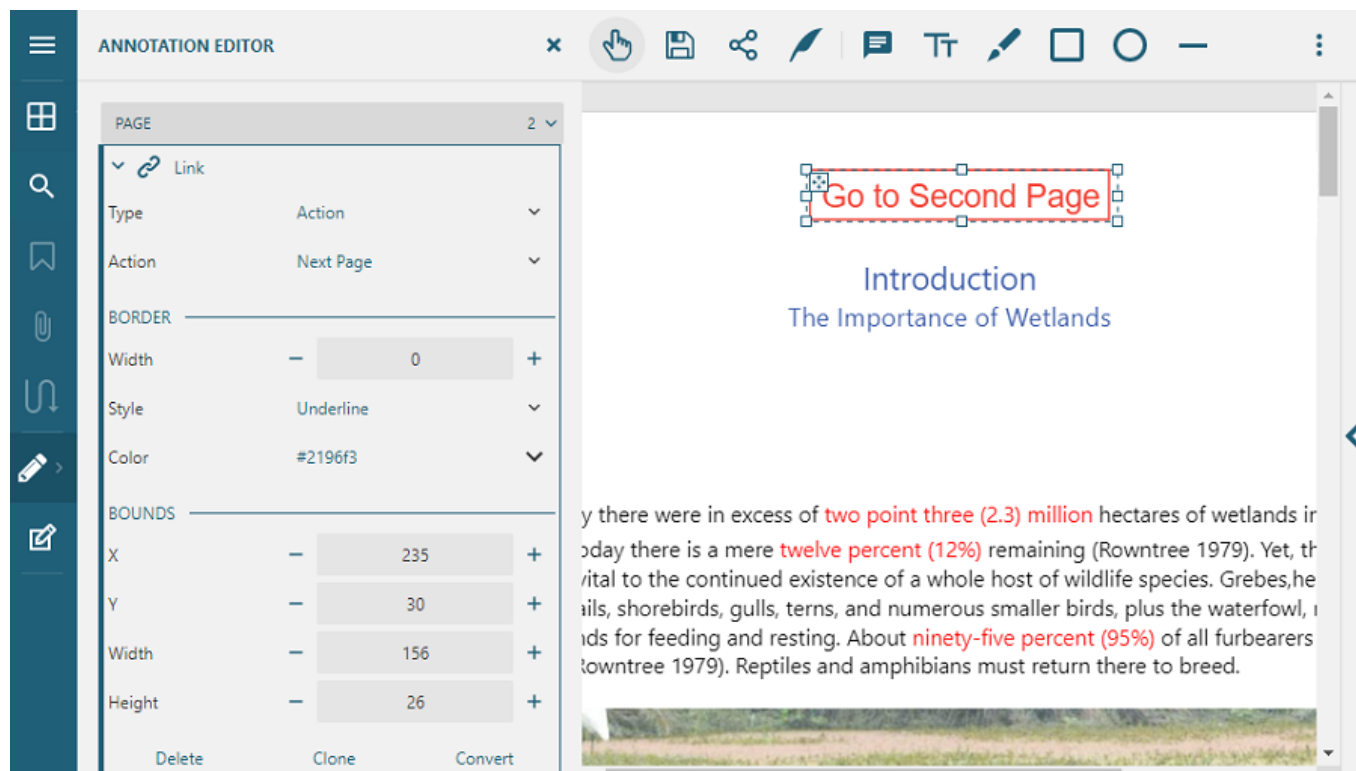 ANNOTATION EDITOR
PAGE 2
Link
Type Action
Action Next Page
BORDER
Width 0
Style Underline
Color #2196f3
BOUNDS
X 235
Y 30
Width 156
Height 26
Delete Clone Convert
Tт
Go to Second Page
Introduction
The Importance of Wetlands
y there were in excess of two point three (2.3) million hectares of wetlands in
oday there is a mere twelve percent (12%) remaining (Rowntree 1979). Yet, th
vital to the continued existence of a whole host of wildlife species. Grebes,he
ails, shorebirds, gulls, terns, and numerous smaller birds, plus the waterfowl,
nds for feeding and resting. About ninety-five percent (95%) of all furbearers
Rowntree 1979). Reptiles and amphibians must return there to breed.